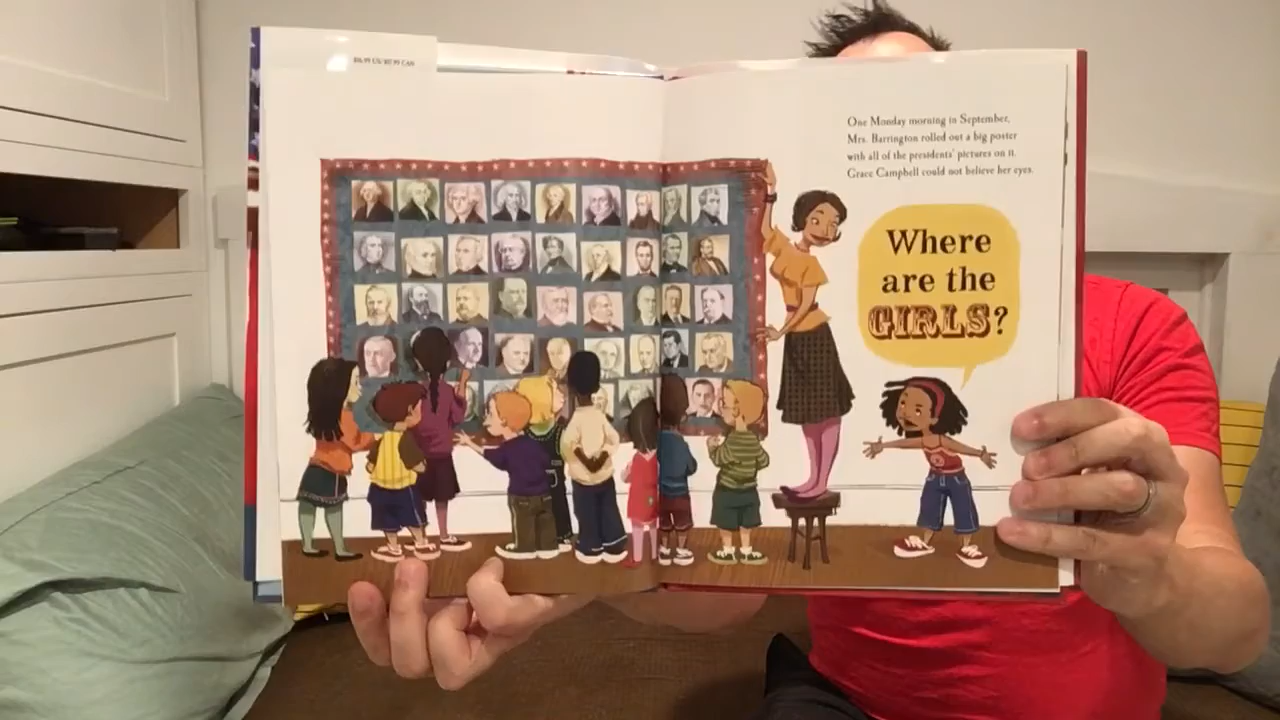 One Monday morning in September,
Mrs. Barrington rolled out a big poster
with all of the presidents' pictures on it.
Grace Campbell could not believe her eyes.
Where
are the
GIRLS?